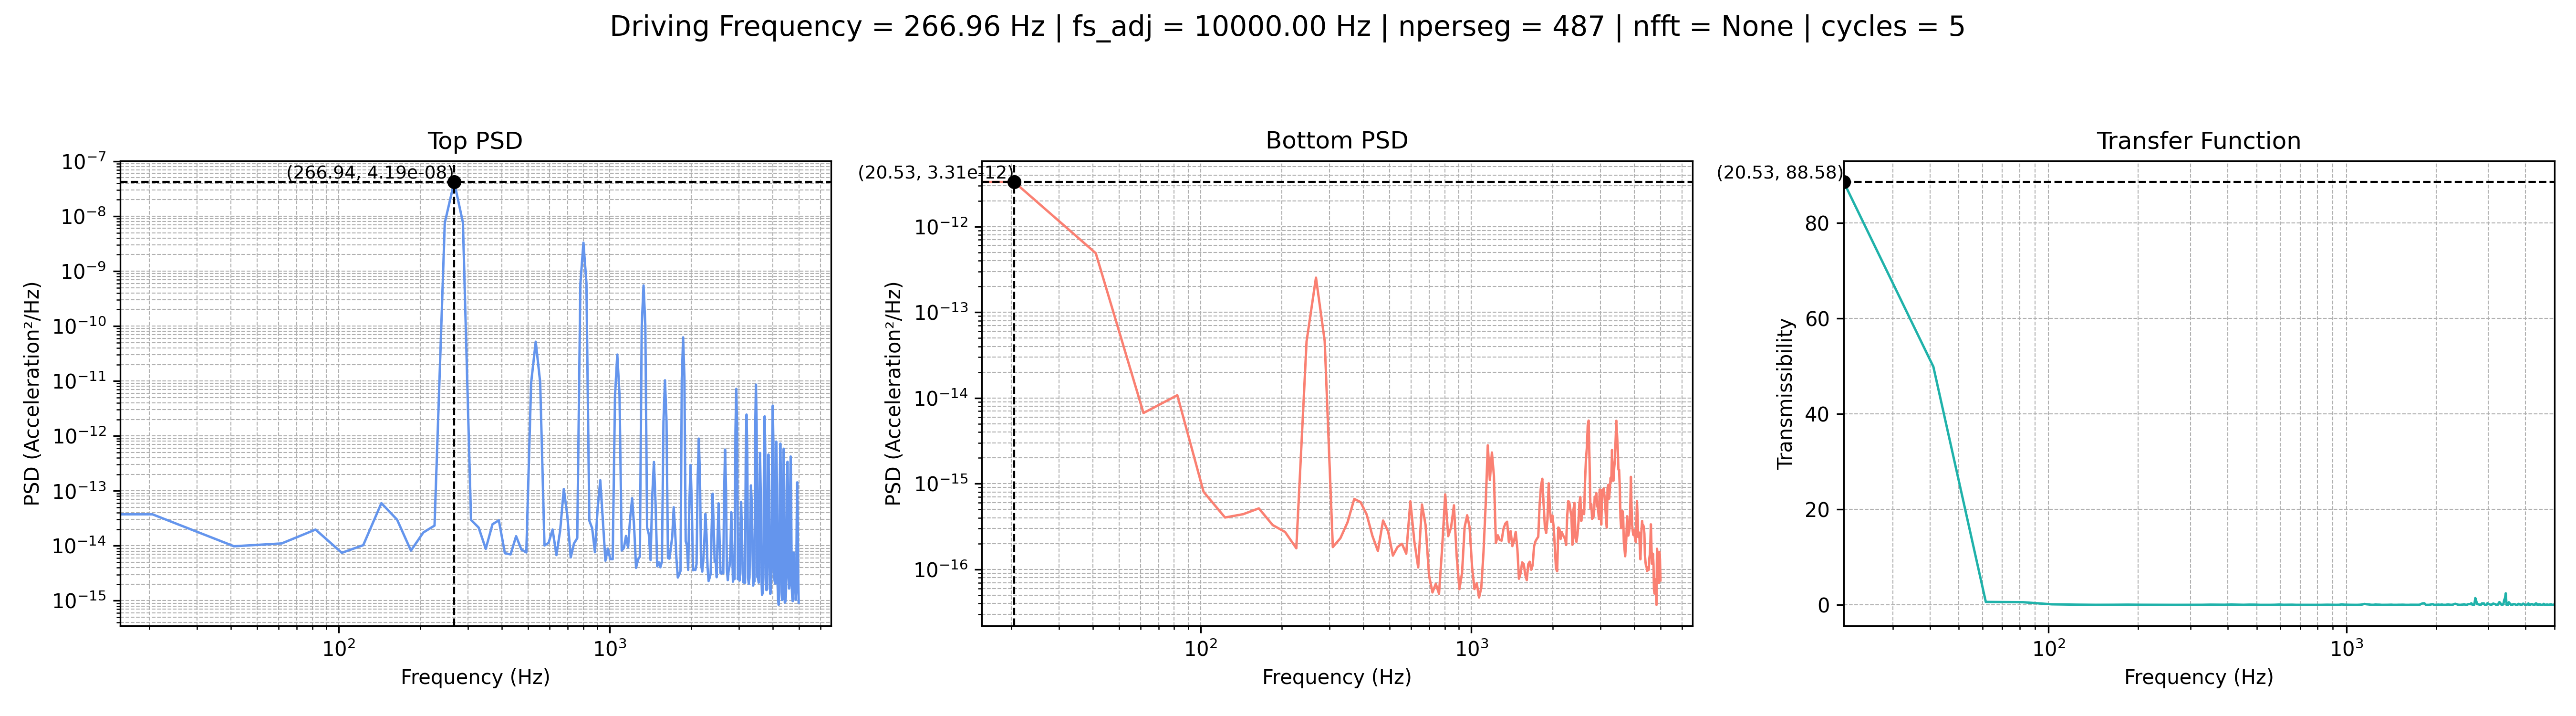 Driving Frequency = 266.96 Hz | fs_adj = 10000.00 Hz | nperseg = 487 | nfft = None | cycles = 5
Top PSD
(266.94, 4.19e-08)
PSD (Acceleration²/Hz)
10⁻⁷
10⁻⁸
10⁻⁹
10⁻¹⁰
10⁻¹¹
10⁻¹²
10⁻¹³
10⁻¹⁴
10⁻¹⁵
10²
10³
Frequency (Hz)
Bottom PSD
(20.53, 3.31e-12)
PSD (Acceleration²/Hz)
10⁻¹²
10⁻¹³
10⁻¹⁴
10⁻¹⁵
10⁻¹⁶
10²
10³
Frequency (Hz)
Transfer Function
(20.53, 88.58)
Transmissibility
80
60
40
20
0
10²
10³
Frequency (Hz)